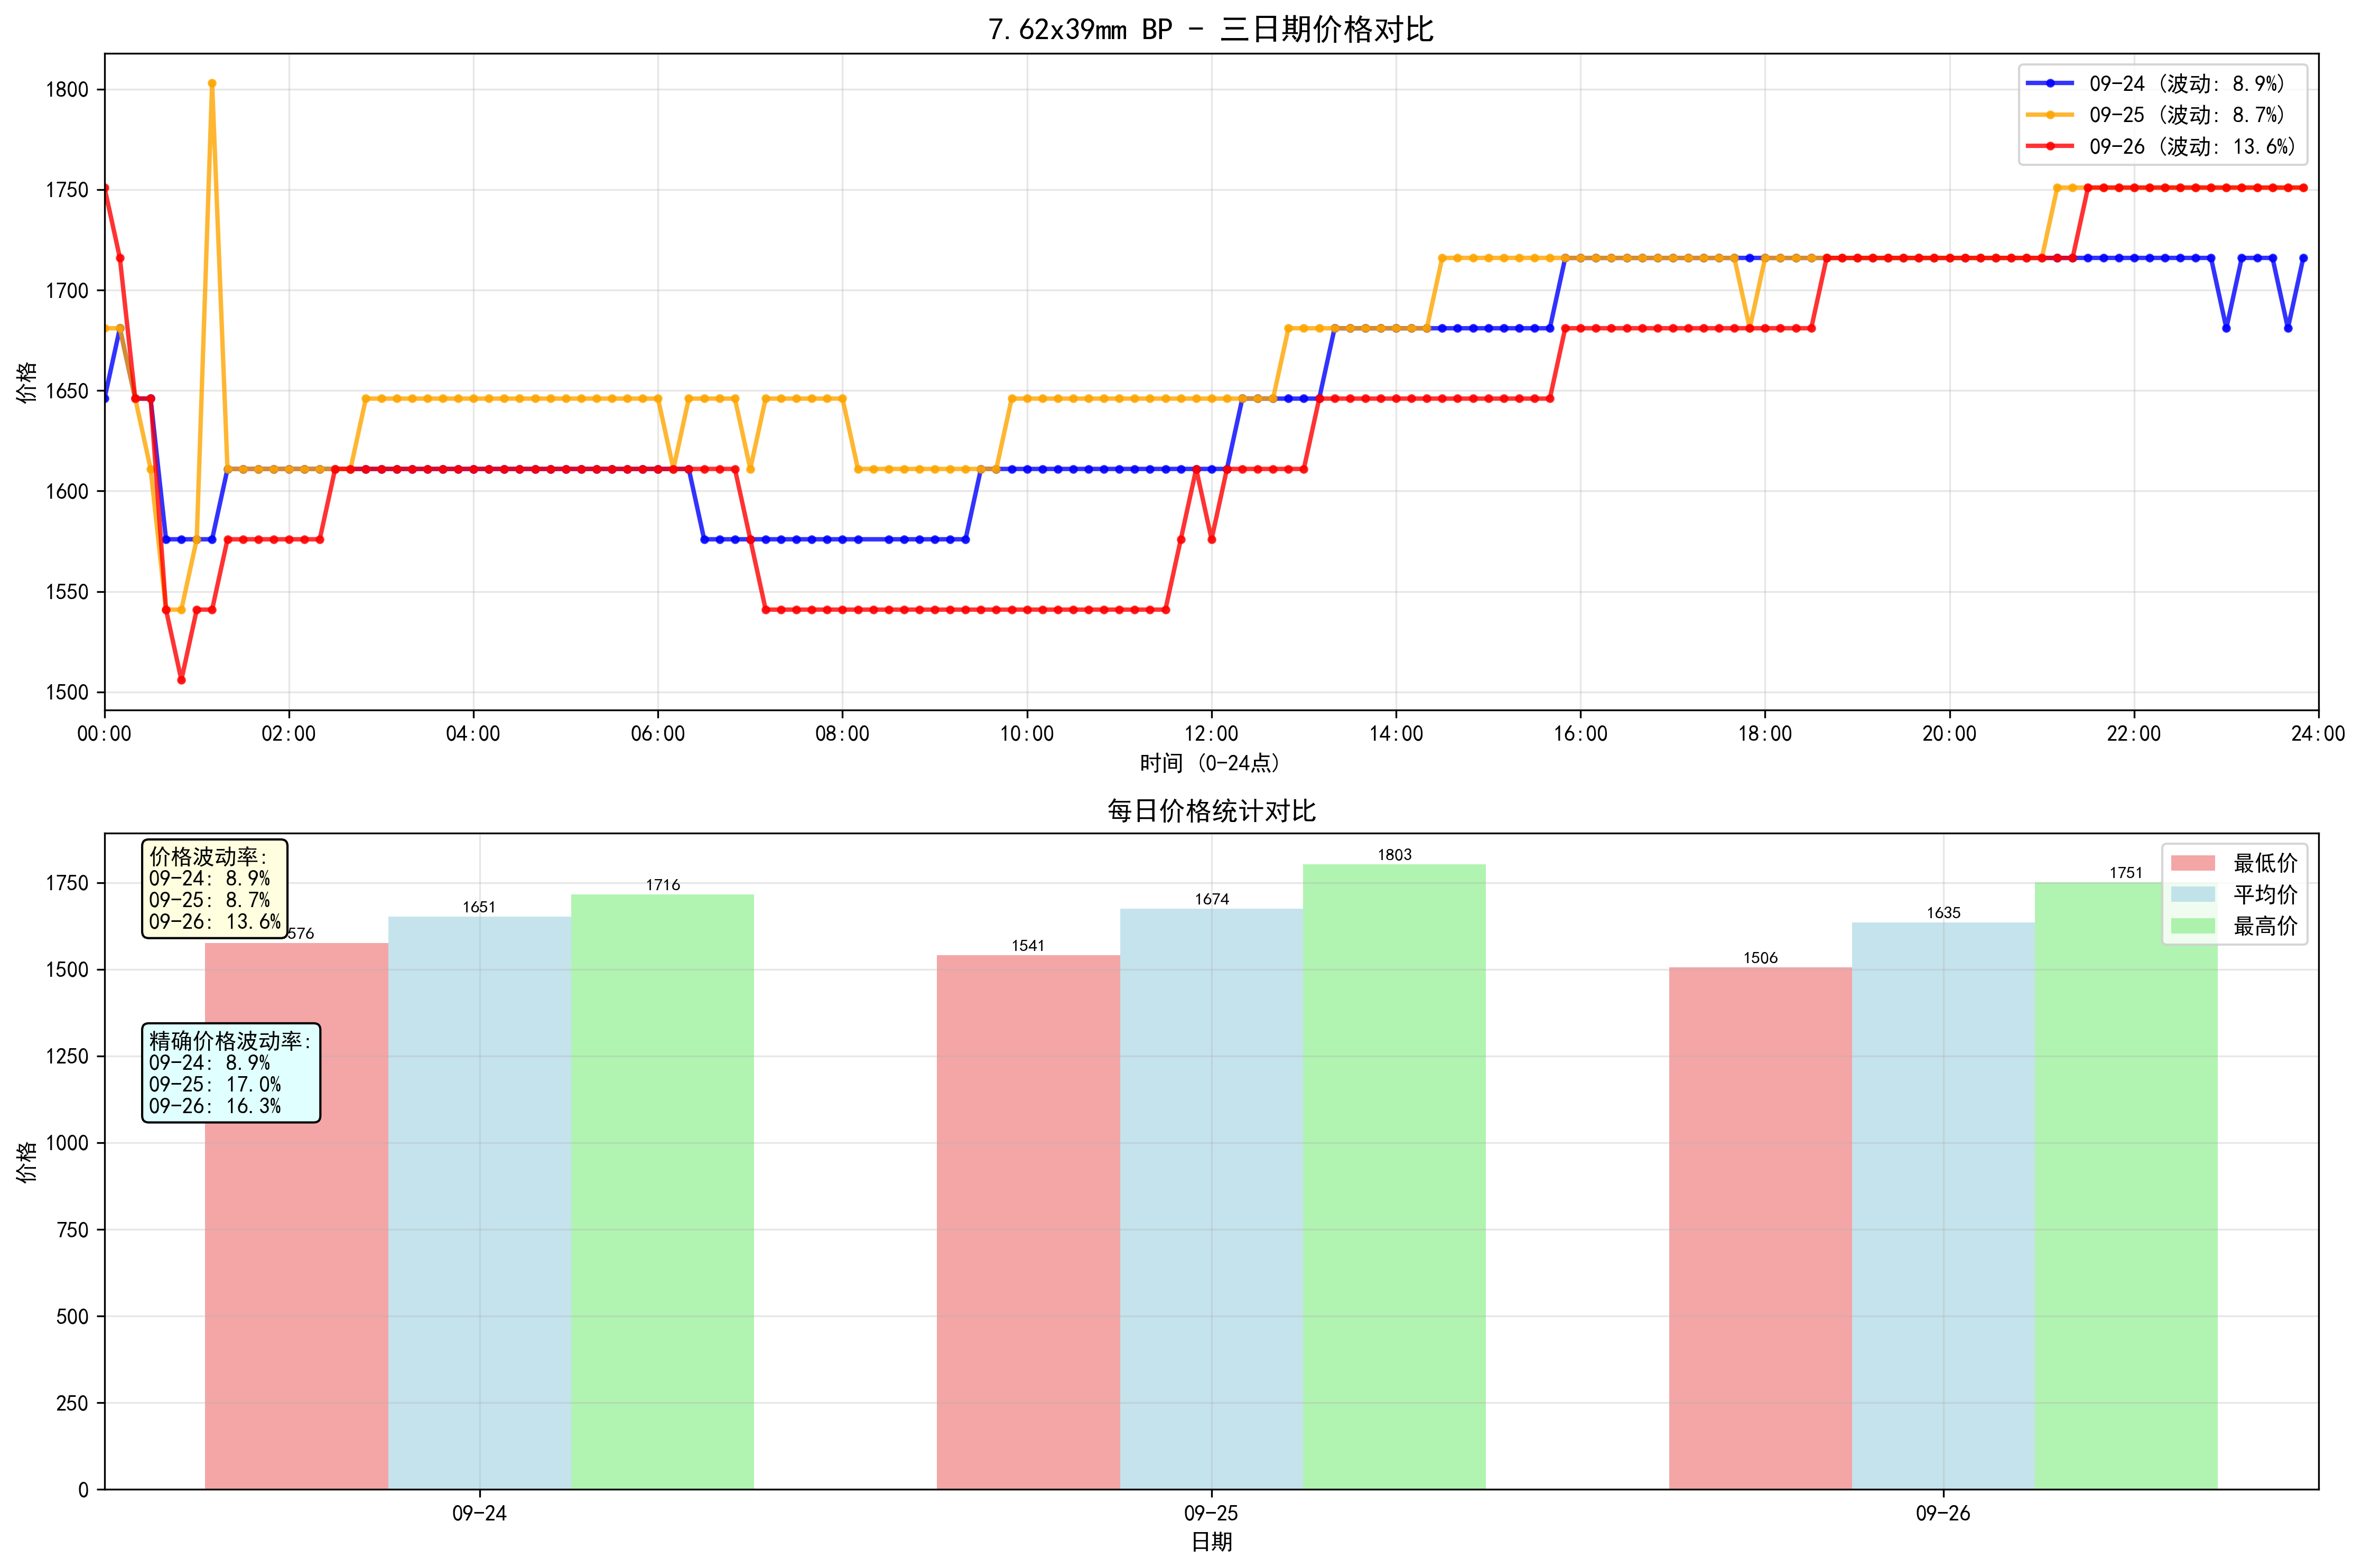 7.62x39mm BP - 三日期价格对比
09-24 (波动: 8.9%)
09-25 (波动: 8.7%)
09-26 (波动: 13.6%)
价格
1800
1750
1700
1650
1600
1550
1500
00:00 02:00 04:00 06:00 08:00 10:00 12:00 14:00 16:00 18:00 20:00 22:00 24:00
时间 (0-24点)
每日价格统计对比
价格波动率:
09-24: 8.9%
09-25: 8.7%
09-26: 13.6%
精确价格波动率:
09-24: 8.9%
09-25: 17.0%
09-26: 16.3%
最低价
平均价
最高价
576 1651 1716
1541 1674 1803
1506 1635 1751
价格
1750
1500
1250
1000
750
500
250
0
09-24 09-25 09-26
日期